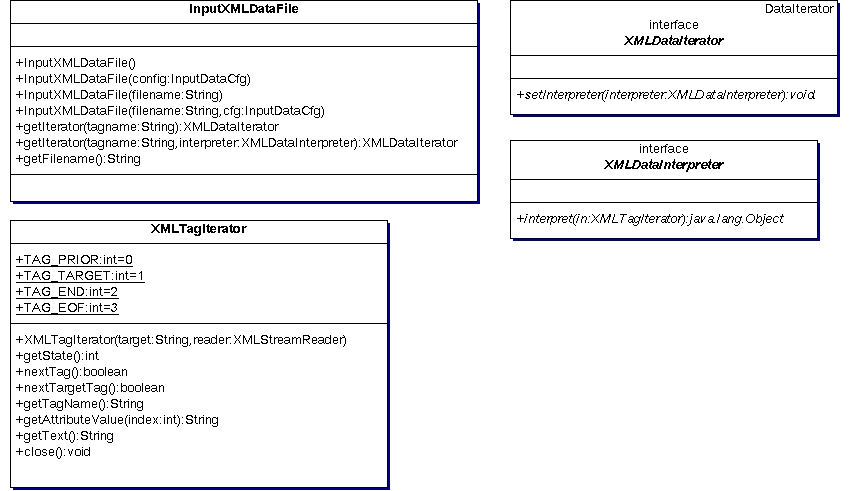 InputXMLDataFile
+InputXMLDataFile()
+InputXMLDataFile(config:InputDataCfg)
+InputXMLDataFile(filename:String)
+InputXMLDataFile(filename:String,cfg:InputDataCfg)
+getIterator(tagname:String):XMLDataIterator
+getIterator(tagname:String,interpreter:XMLDataInterpreter):XMLDataIterator
+getFilename():String
DataIterator
interface
XMLDataIterator
+setInterpreter(interpreter:XMLDataInterpreter):void
interface
XMLDataInterpreter
+interpret(in:XMLTagIterator):java.lang.Object
XMLTagIterator
+TAG_PRIOR:int=0
+TAG_TARGET:int=1
+TAG_END:int=2
+TAG_EOF:int=3
+XMLTagIterator(target:String,reader:XMLStreamReader)
+getState():int
+nextTag():boolean
+nextTargetTag():boolean
+getTagName():String
+getAttributeValue(index:int):String
+getText():String
+close():void